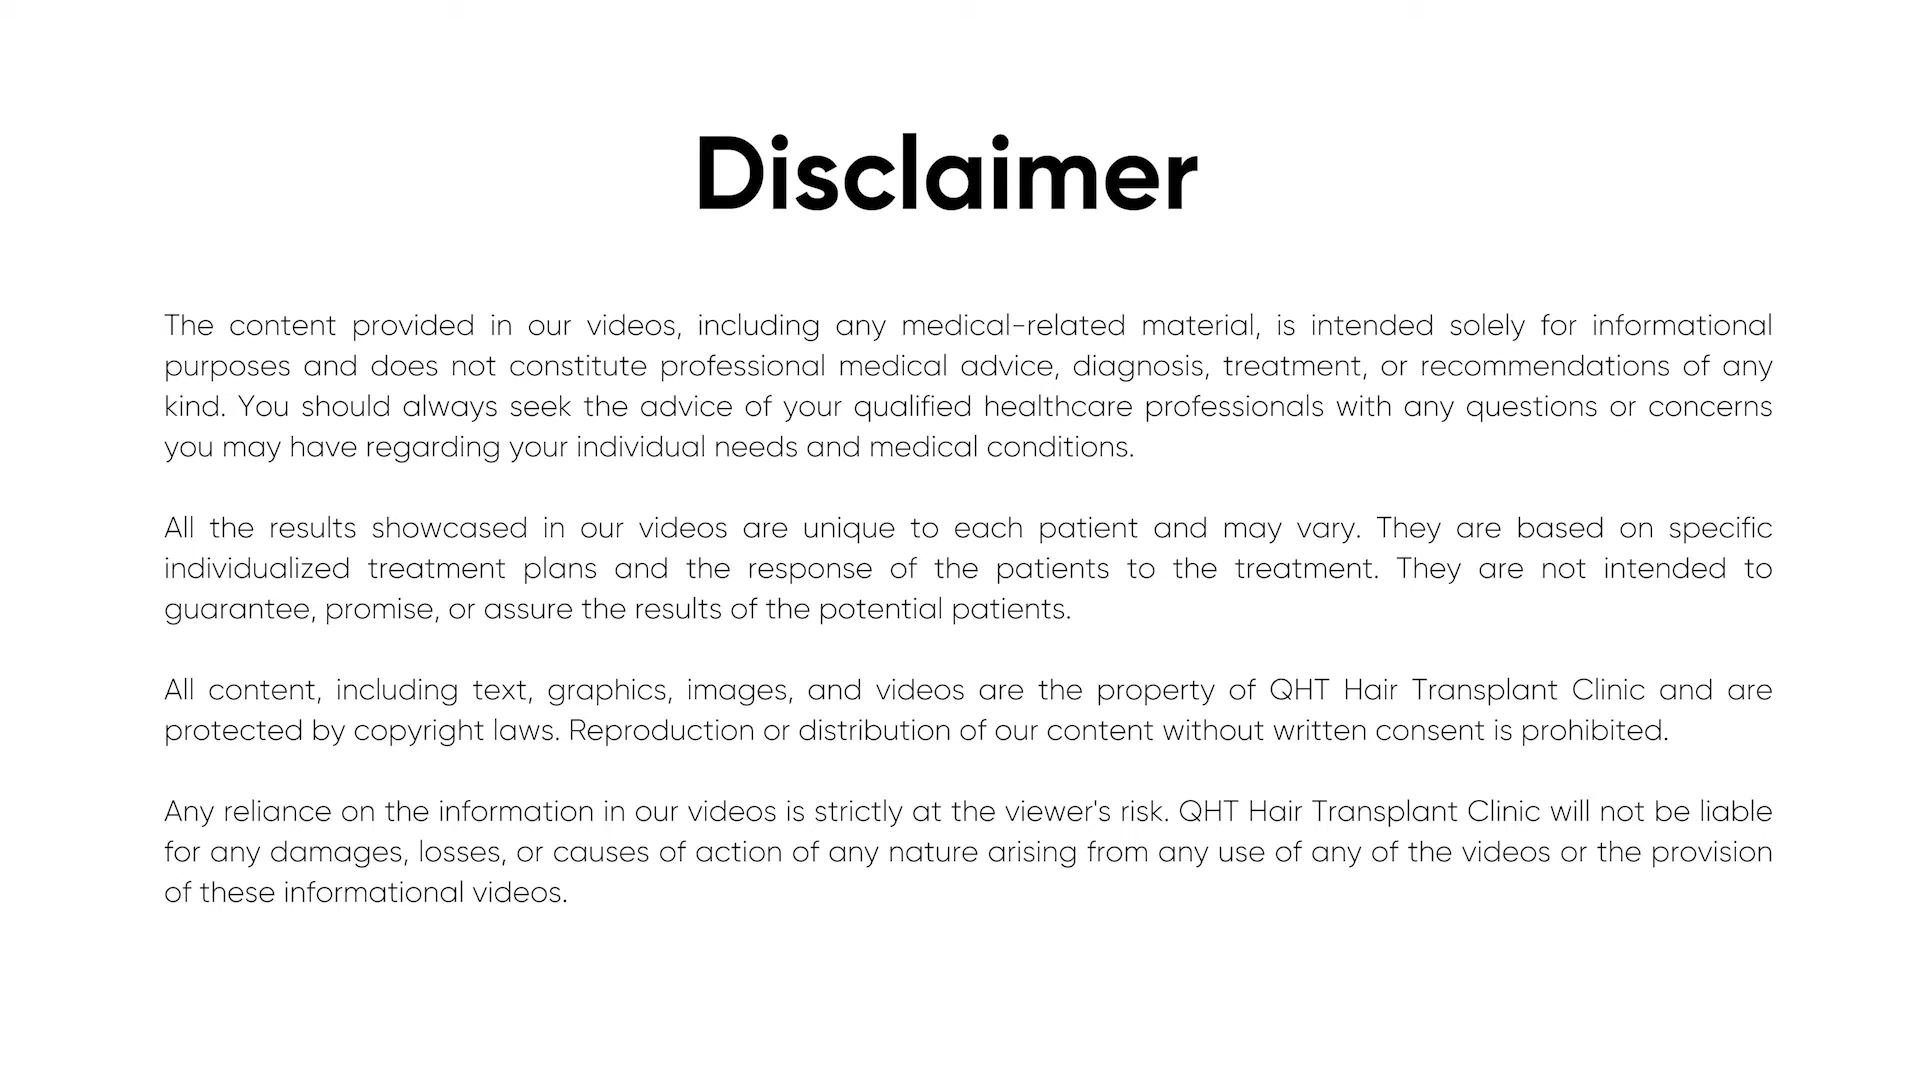 Disclaimer
The content provided in our videos, including any medical-related material, is intended solely for informational
purposes and does not constitute professional medical advice, diagnosis, treatment, or recommendations of any
kind. You should always seek the advice of your qualified healthcare professionals with any questions or concerns
you may have regarding your individual needs and medical conditions.
All the results showcased in our videos are unique to each patient and may vary. They are based on specific
individualized treatment plans and the response of the patients to the treatment. They are not intended to
guarantee, promise, or assure the results of the potential patients.
All content, including text, graphics, images, and videos are the property of QHT Hair Transplant Clinic and are
protected by copyright laws. Reproduction or distribution of our content without written consent is prohibited.
Any reliance on the information in our videos is strictly at the viewer's risk. QHT Hair Transplant Clinic will not be liable
for any damages, losses, or causes of action of any nature arising from any use of any of the videos or the provision
of these informational videos.